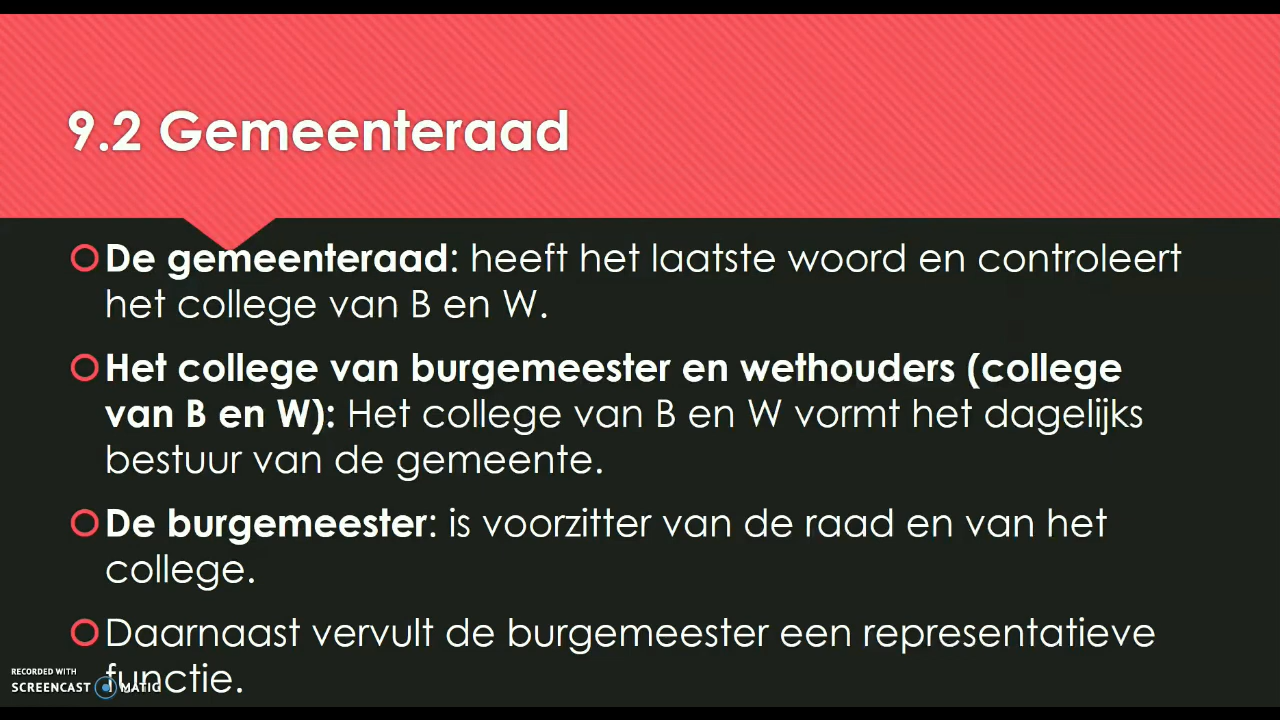 9.2 Gemeenteraad
De gemeenteraad: heeft het laatste woord en controleert
het college van B en W.
Het college van burgemeester en wethouders (college
van B en W): Het college van B en W vormt het dagelijks
bestuur van de gemeente.
De burgemeester: is voorzitter van de raad en van het
college.
Daarnaast vervult de burgemeester een representatieve
functie.
RECORDED WITH
SCREENCAST MATIC